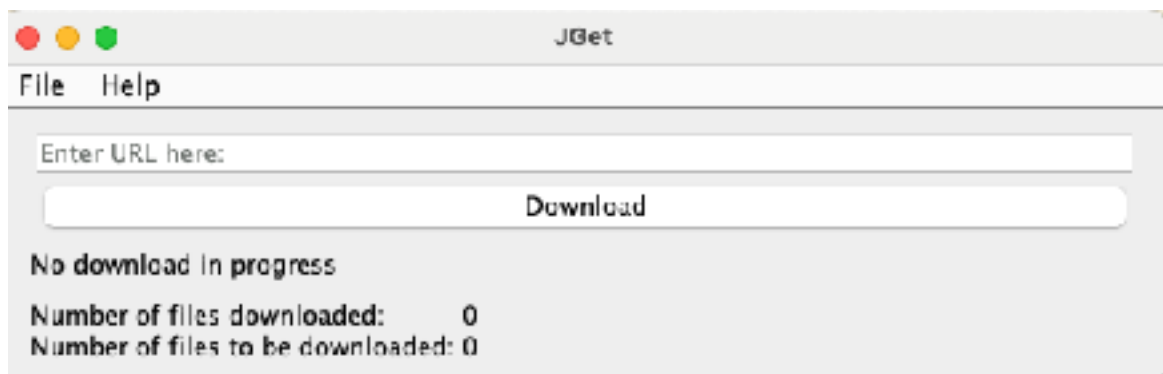 JGet
File Help
Enter URL here:
Download
No download in progress
Number of files downloaded: 0
Number of files to be downloaded: 0